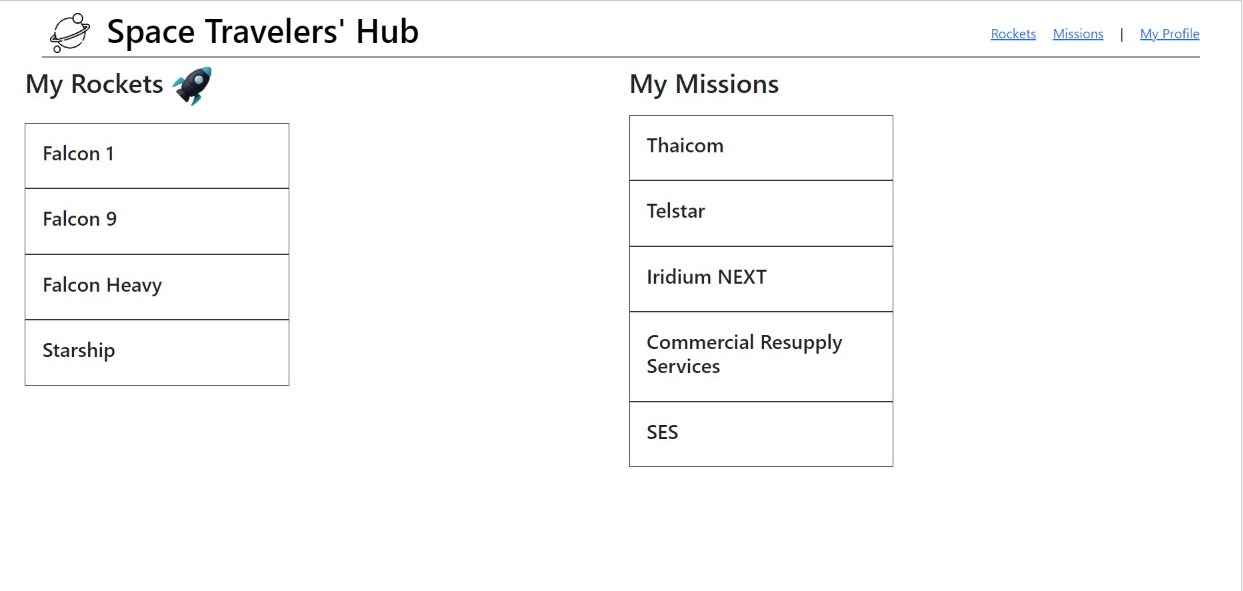 Space Travelers' Hub
Rockets Missions | My Profile
My Rockets 🚀
Falcon 1
Falcon 9
Falcon Heavy
Starship
My Missions
Thaicom
Telstar
Iridium NEXT
Commercial Resupply
Services
SES